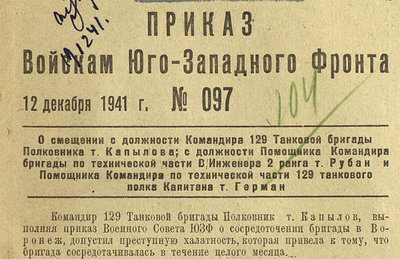 ПРИКАЗ
Войскам Юго-Западного Фронта
12 декабря 1941 г. № 097
104
О смещении с должности Командира 129 Танковой бригады
Полковника т. Капылова; с должности Помощника Командира
бригады по технической части Инженера 2 ранга т. Рубан и
Помощника Командира по технической части 129 танкового
полка Капитана т. Герман
Командир 129 Танковой бригады Полковник т. Капылов, вы-
полняя приказ Военного Совета ЮЗФ о сосредоточении бригады в Во-
ронеж, допустил преступную халатность, которая привела к тому, что
бригада сосредотачивалась в течение целого месяца.